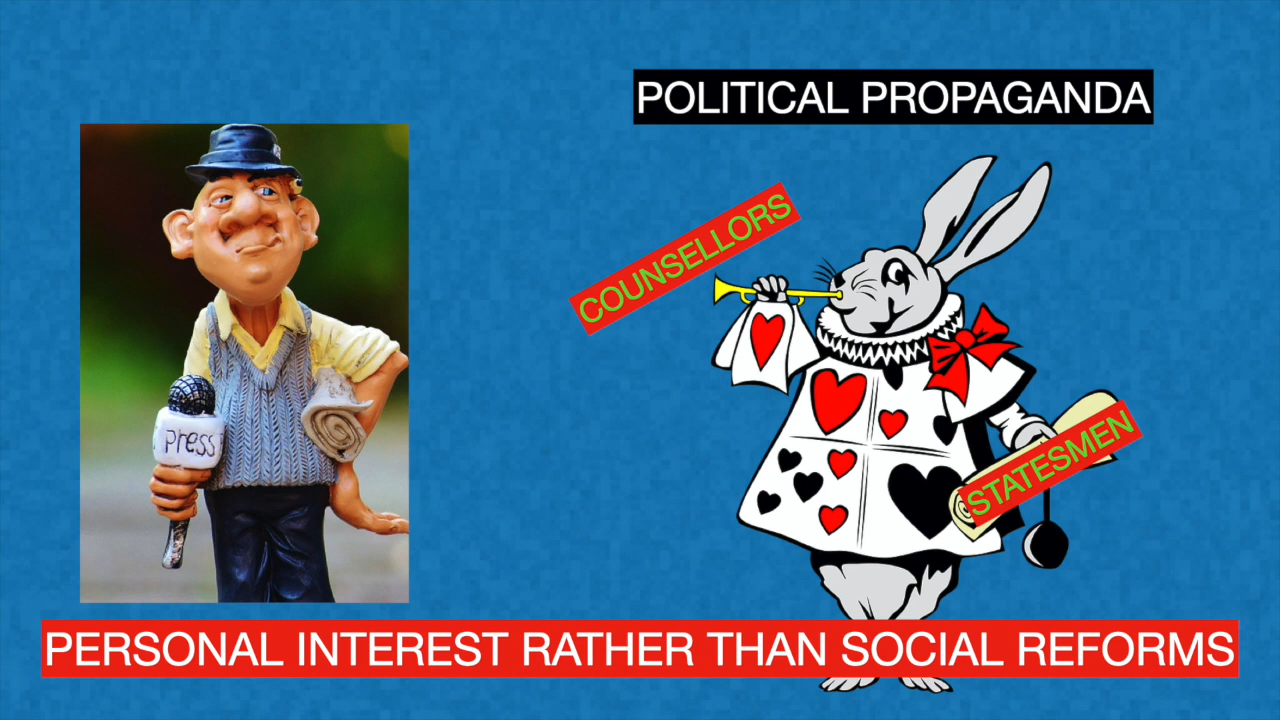 POLITICAL PROPAGANDA
COUNSELLORS
press
STATESMEN
PERSONAL INTEREST RATHER THAN SOCIAL REFORMS